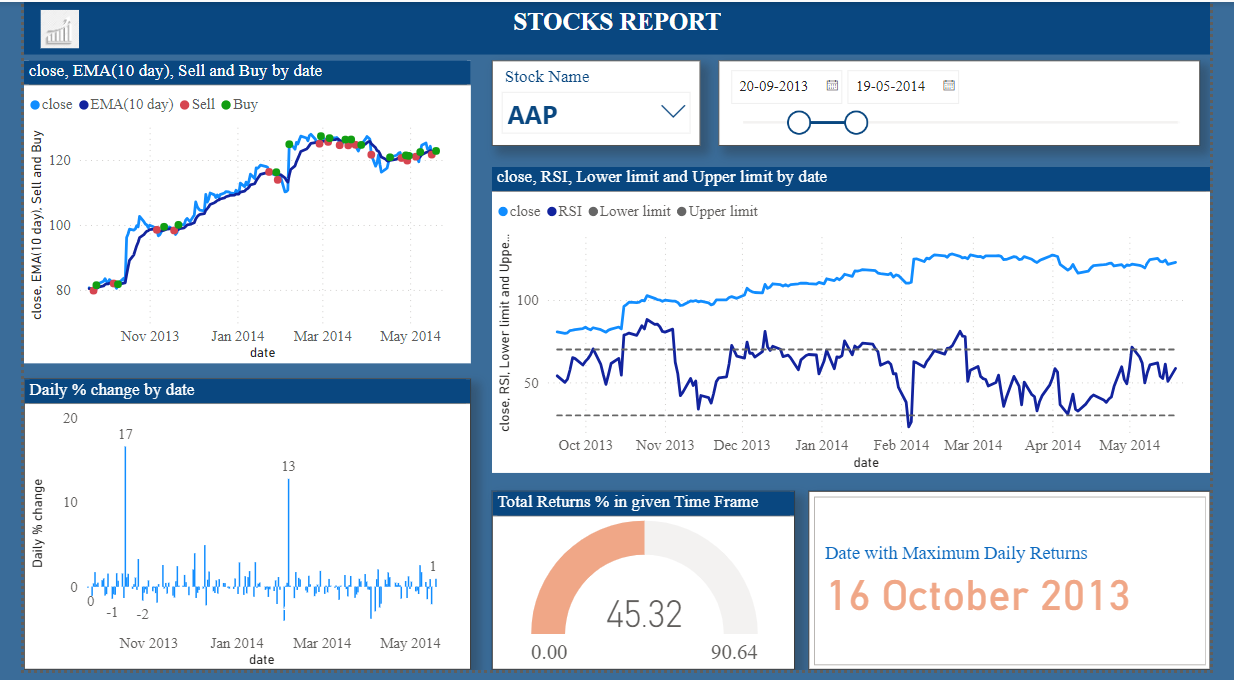 STOCKS REPORT
close, EMA(10 day), Sell and Buy by date
close EMA(10 day) Sell Buy
close, EMA(10 day), Sell and Buy
120
100
80
Nov 2013 Jan 2014 Mar 2014 May 2014
date
Stock Name
AAP
20-09-2013 19-05-2014
close, RSI, Lower limit and Upper limit by date
close RSI Lower limit Upper limit
close, RSI, Lower limit and Uppe...
100
50
Oct 2013 Nov 2013 Dec 2013 Jan 2014 Feb 2014 Mar 2014 Apr 2014 May 2014
date
Daily % change by date
Daily % change
20
10
0
17
13
0
-1
-2
1
Nov 2013 Jan 2014 Mar 2014 May 2014
date
Total Returns % in given Time Frame
45.32
0.00 90.64
Date with Maximum Daily Returns
16 October 2013